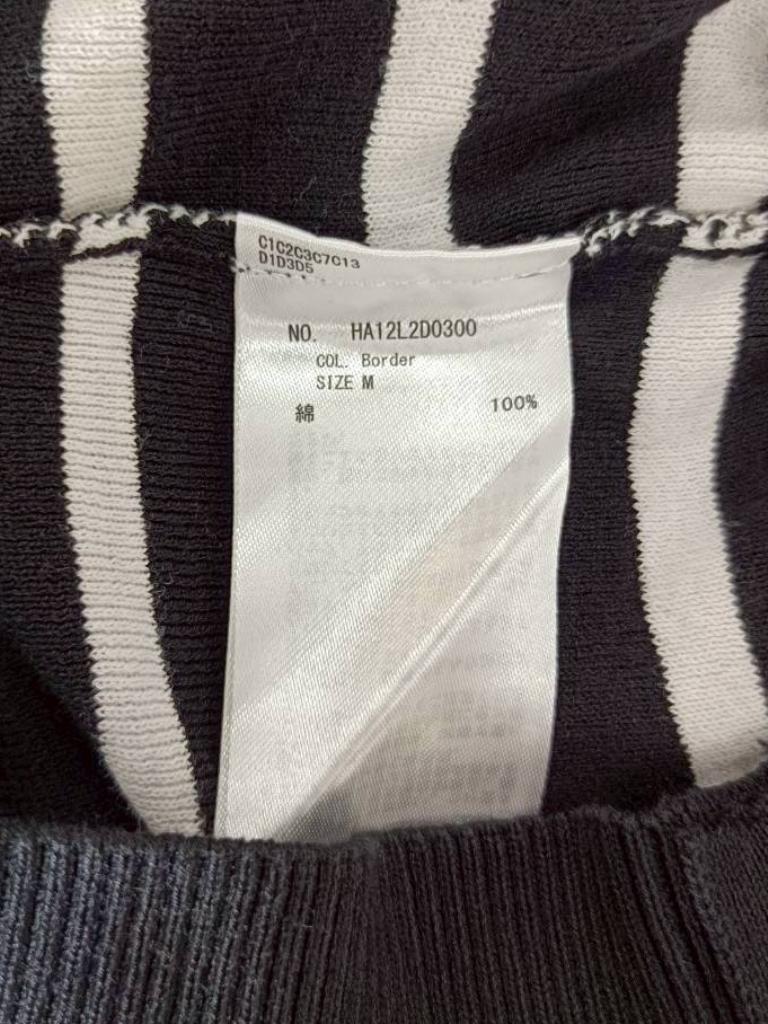 C1C2C3C7C13
D1D3D5
NO. HA12L2D0300
COL. Border
SIZE M
綿 100%